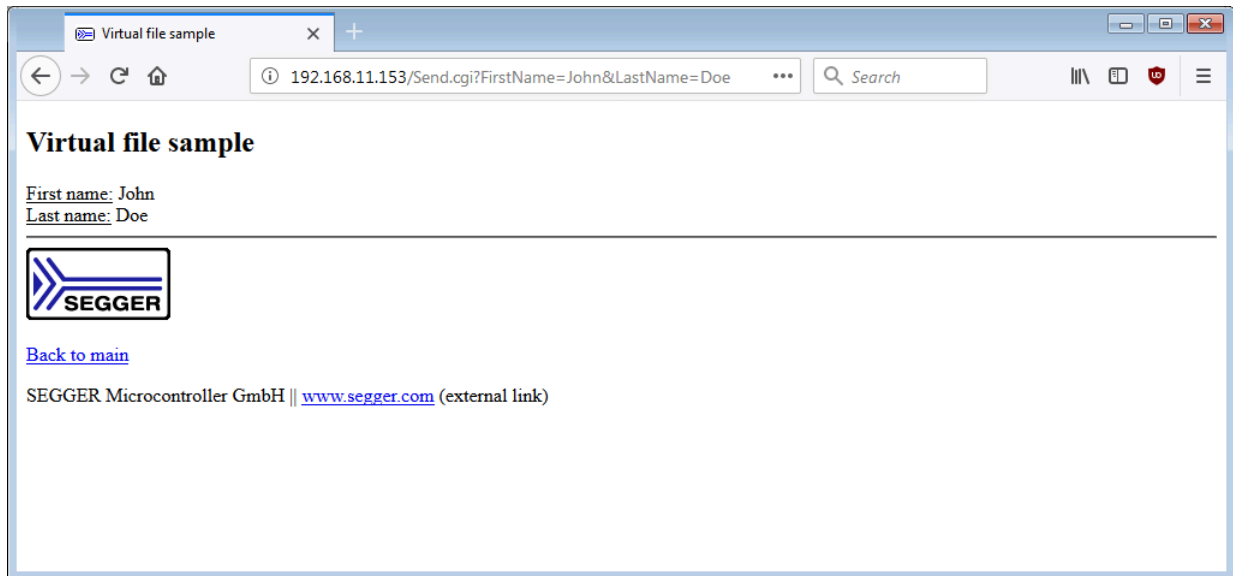 Virtual file sample
192.168.11.153/Send.cgi?FirstName=John&LastName=Doe
Search
Virtual file sample
First name: John
Last name: Doe
SEGGER
Back to main
SEGGER Microcontroller GmbH || www.segger.com (external link)